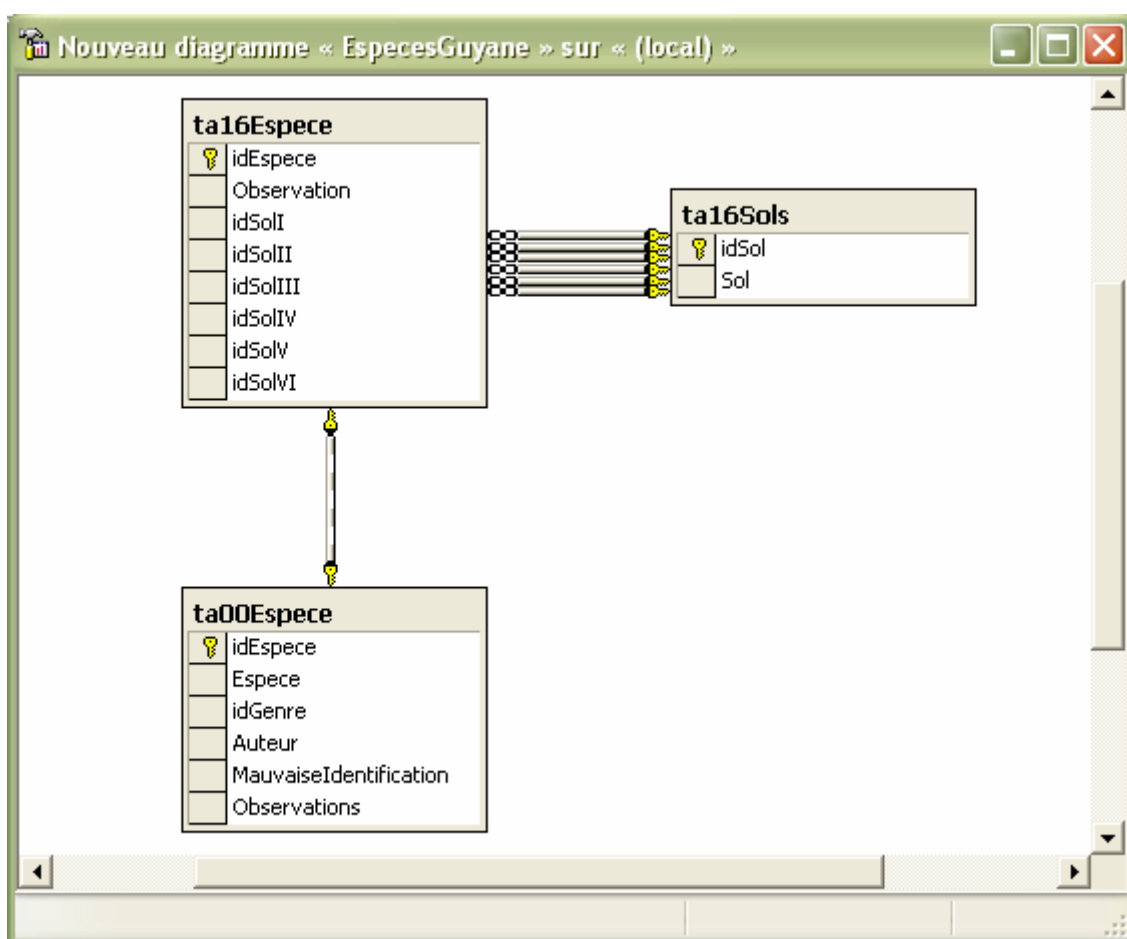 Nouveau diagramme « EspecesGuyane » sur « (local) »
ta16Espece
idEspece
Observation
idSolI
idSolII
idSolIII
idSolIV
idSolV
idSolVI
ta16Sols
idSol
Sol
ta00Espece
idEspece
Espece
idGenre
Auteur
MauvaiseIdentification
Observations